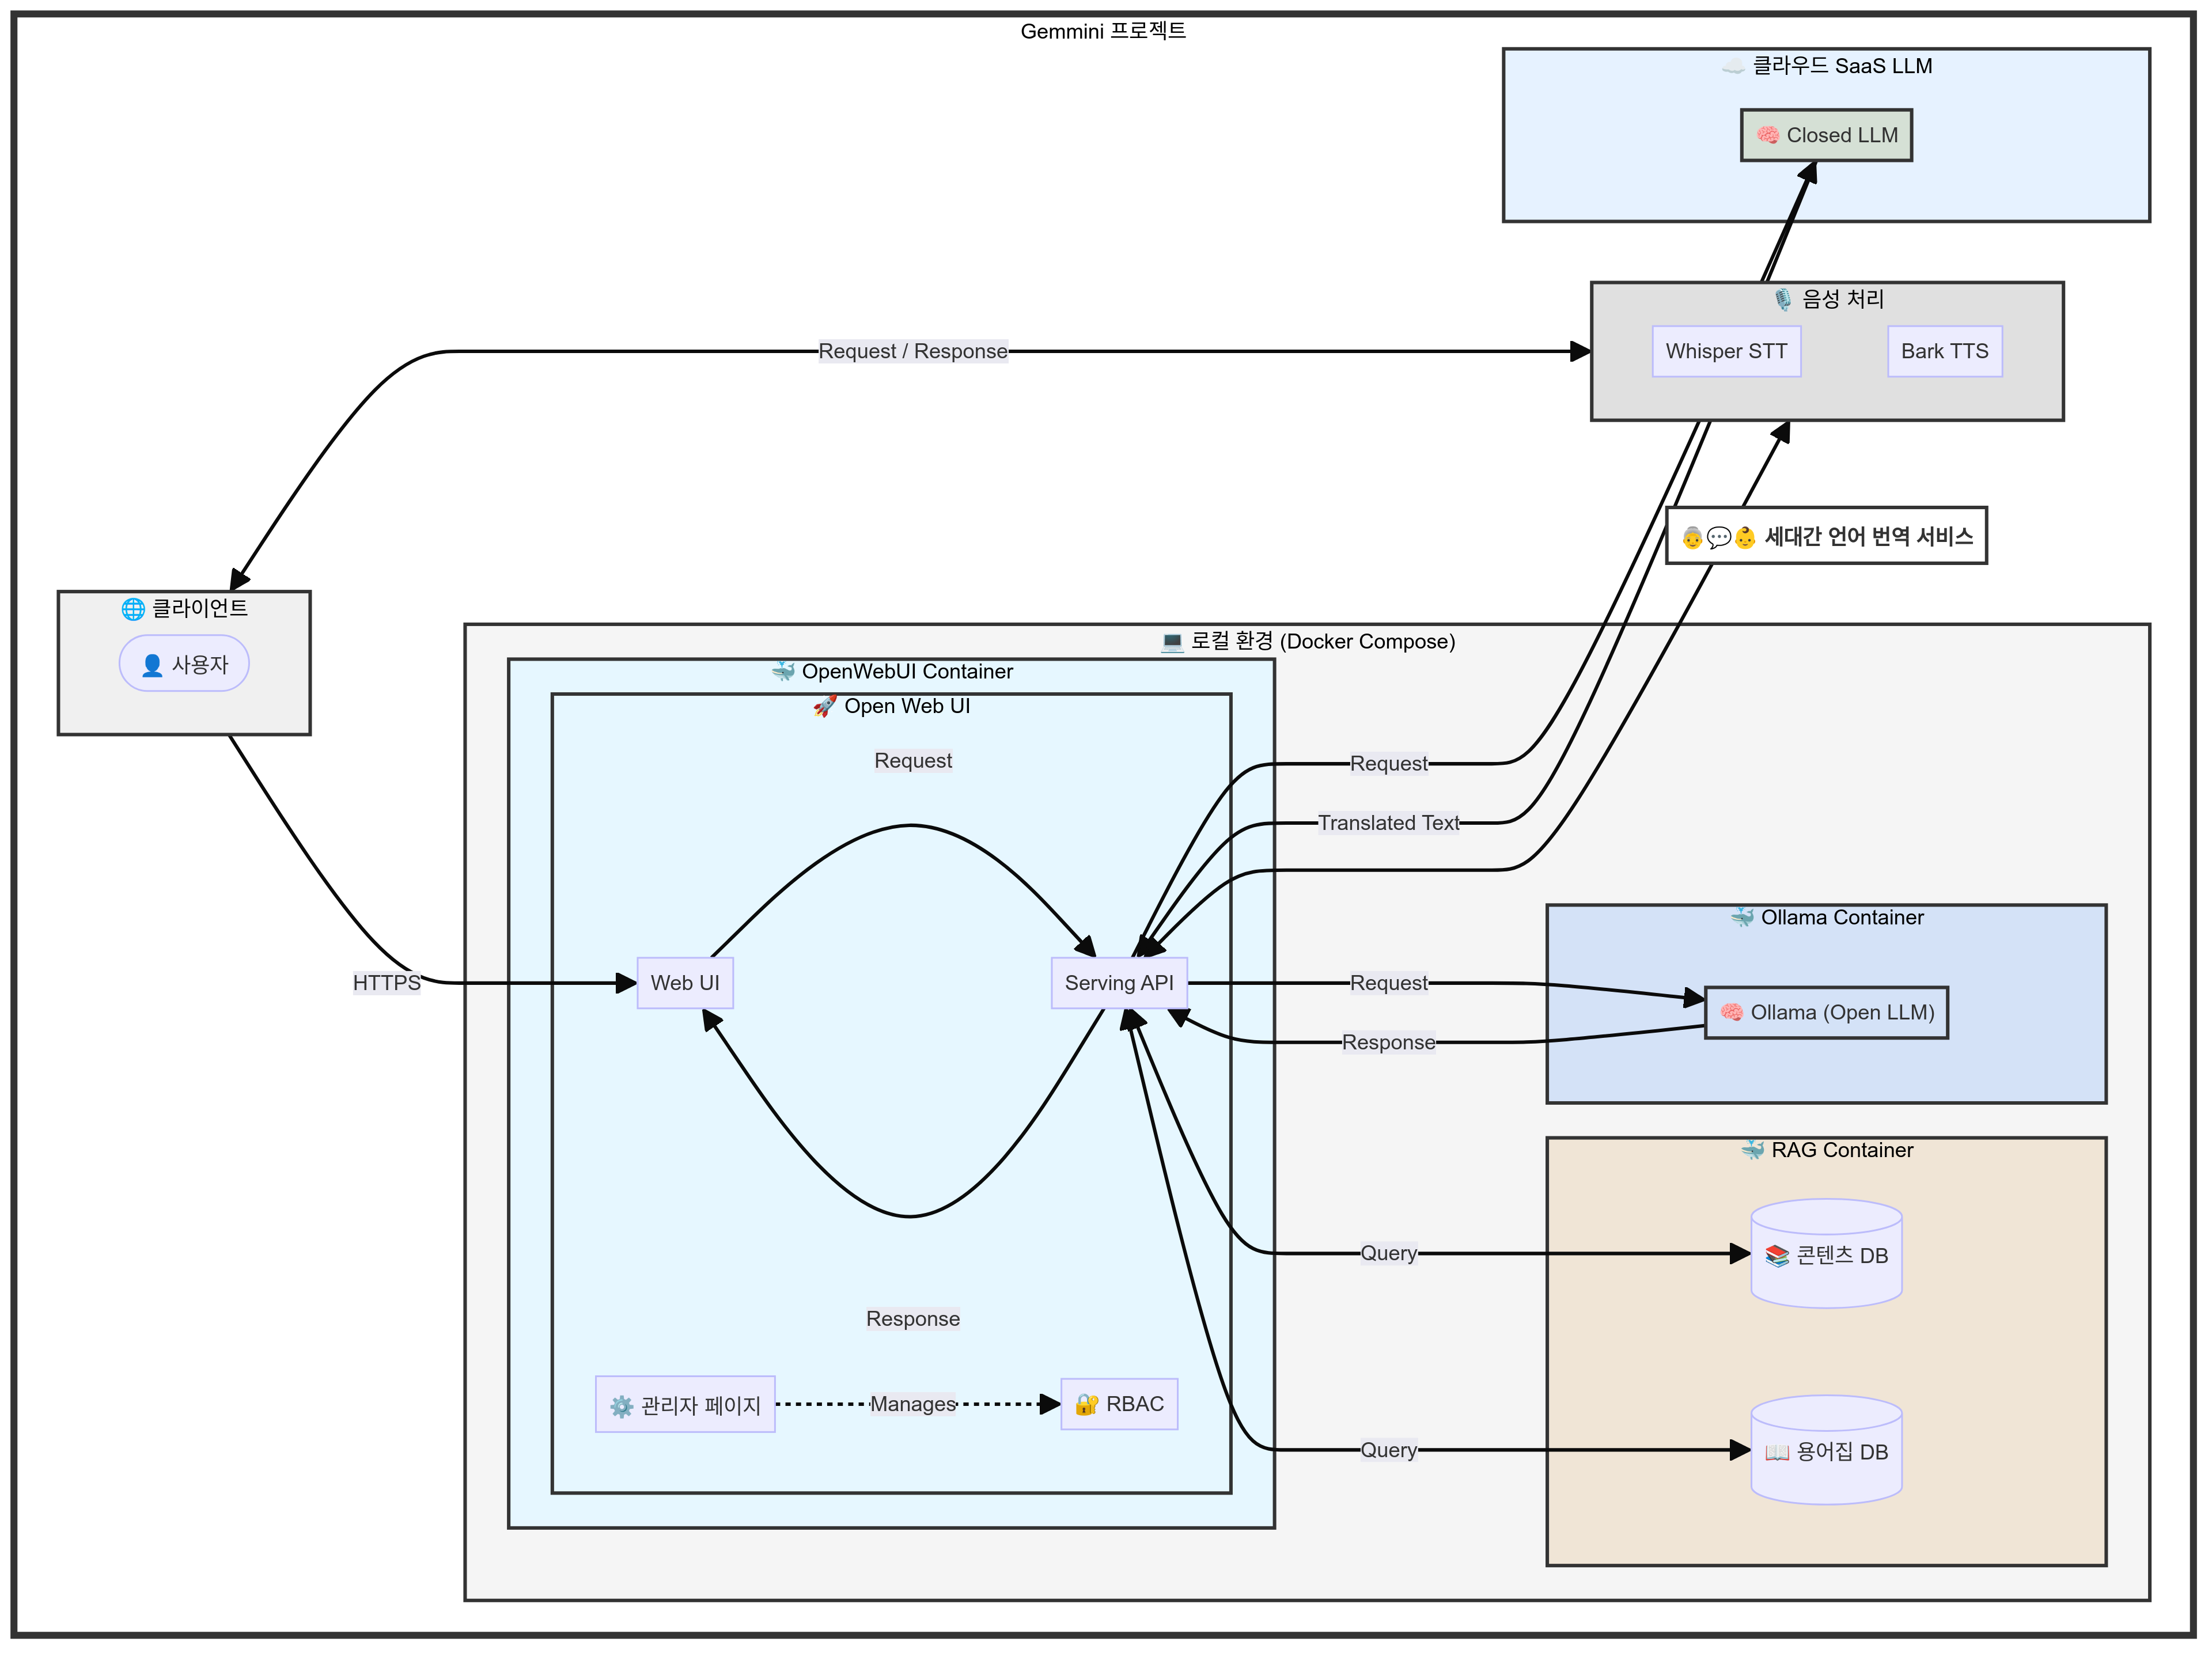 Gemmini 프로젝트
☁️ 클라우드 SaaS LLM
🧠 Closed LLM
🎙️ 음성 처리
Whisper STT
Bark TTS
Request / Response
👵💬👶 세대간 언어 번역 서비스
🌐 클라이언트
👤 사용자
HTTPS
💻 로컬 환경 (Docker Compose)
🐳 OpenWebUI Container
🚀 Open Web UI
Request
Web UI
Serving API
Response
⚙️ 관리자 페이지
Manages
🔐 RBAC
Request
Translated Text
Request
Response
🐳 Ollama Container
🧠 Ollama (Open LLM)
🐳 RAG Container
Query
📚 콘텐츠 DB
Query
📖 용어집 DB